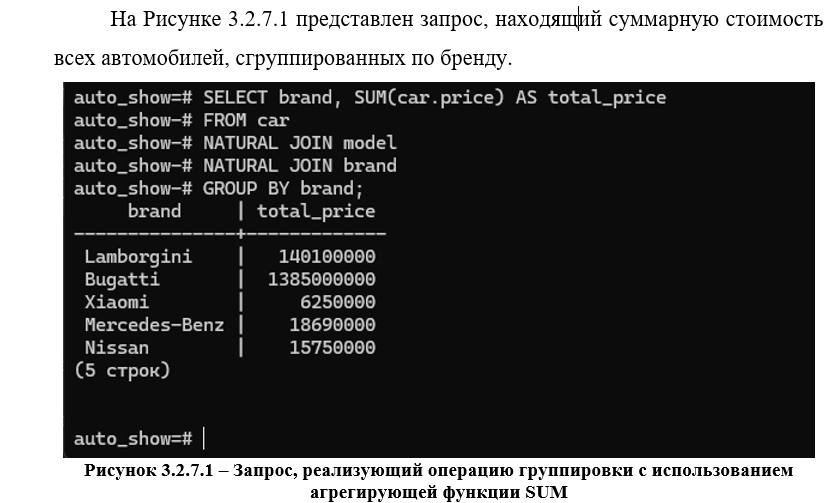 На Рисунке 3.2.7.1 представлен запрос, находящий суммарную стоимость
всех автомобилей, сгруппированных по бренду.
auto_show=# SELECT brand, SUM(car.price) AS total_price
auto_show-# FROM car
auto_show-# NATURAL JOIN model
auto_show-# NATURAL JOIN brand
auto_show-# GROUP BY brand;
     brand     | total_price
---------------+-------------
 Lamborgini    |   140100000
 Bugatti       |  1385000000
 Xiaomi        |     6250000
 Mercedes-Benz |    18690000
 Nissan        |    15750000
(5 строк)
auto_show=#
Рисунок 3.2.7.1 – Запрос, реализующий операцию группировки с использованием
агрегирующей функции SUM